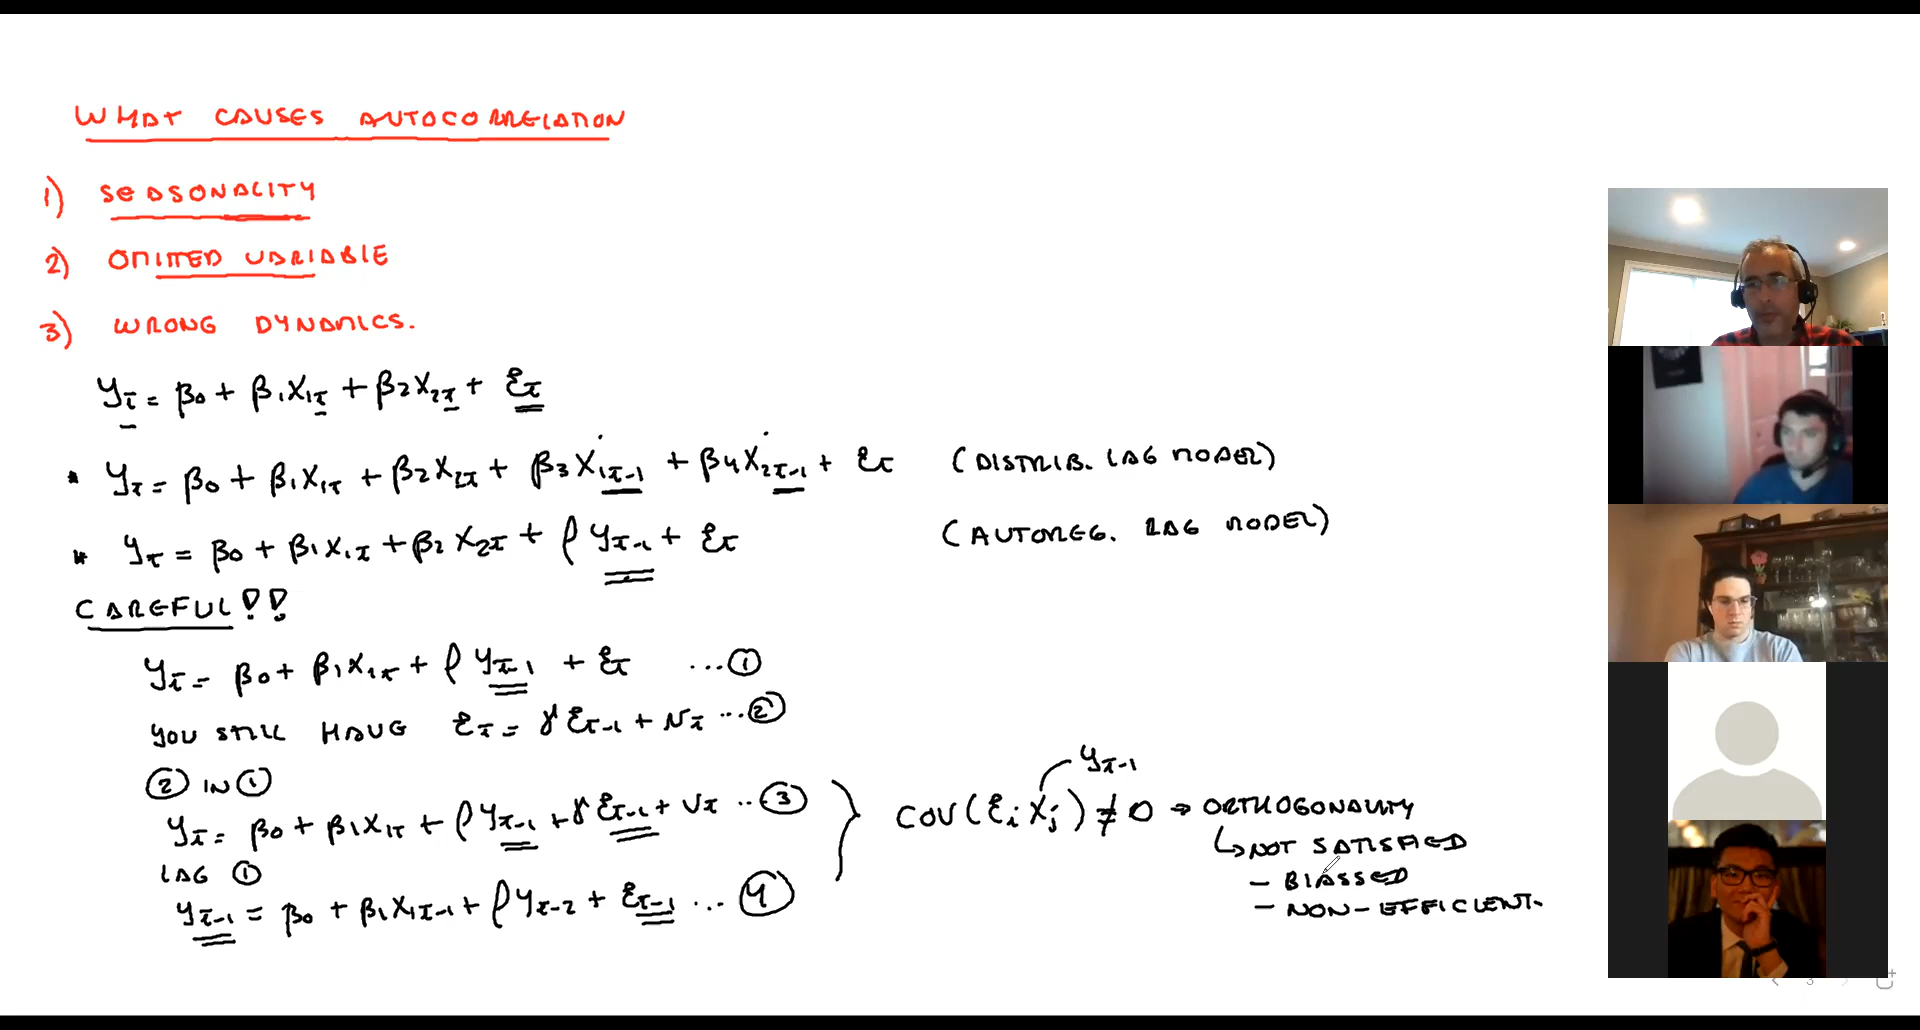 WHAT CAUSES AUTOCORRELATION
1) SEASONALITY
2) OMITTED VARIABLE
3) WRONG DYNAMICS.
Yt = β0 + β1X1t + β2X2t + εt
* Yt = β0 + β1X1t + β2X2t + β3X1t-1 + β4X2t-1 + εt (DISTRIB. LAG MODEL)
* Yt = β0 + β1X1t + β2X2t + ρYt-1 + εt (AUTOREG. LAG MODEL)
CAREFUL!!
Yt = β0 + β1X1t + ρYt-1 + εt ...①
YOU STILL HAVE εt = γεt-1 + Vt ...②
② IN ①
Yt = β0 + β1X1t + ρYt-1 + γεt-1 + Vt ...③
LAG ①
Yt-1 = β0 + β1X1t-1 + ρYt-2 + εt-1 ...④
Yt-1
COV(εi Xj) ≠ 0 → ORTHOGONALITY
↳ NOT SATISFIED
- BIASSED
- NON-EFFICIENT.
3